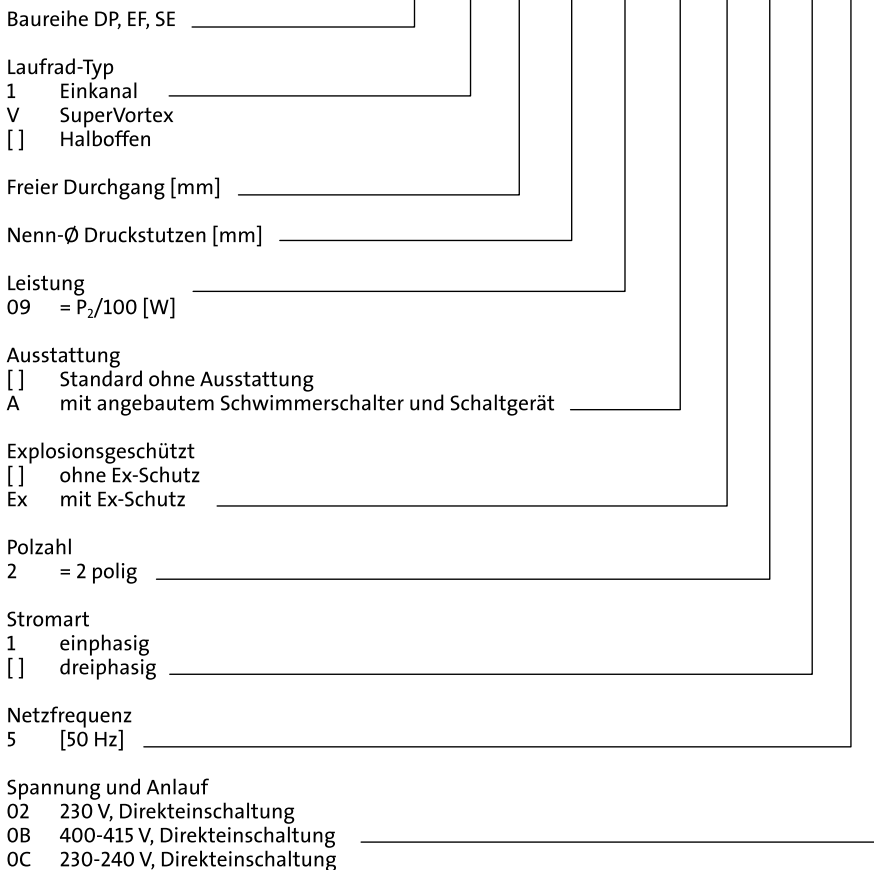 Baureihe DP, EF, SE
Laufrad-Typ
1 Einkanal
V SuperVortex
[ ] Halboffen
Freier Durchgang [mm]
Nenn-Ø Druckstutzen [mm]
Leistung
09 = P₂/100 [W]
Ausstattung
[ ] Standard ohne Ausstattung
A mit angebautem Schwimmerschalter und Schaltgerät
Explosionsgeschützt
[ ] ohne Ex-Schutz
Ex mit Ex-Schutz
Polzahl
2 = 2 polig
Stromart
1 einphasig
[ ] dreiphasig
Netzfrequenz
5 [50 Hz]
Spannung und Anlauf
02 230 V, Direkteinschaltung
0B 400-415 V, Direkteinschaltung
0C 230-240 V, Direkteinschaltung